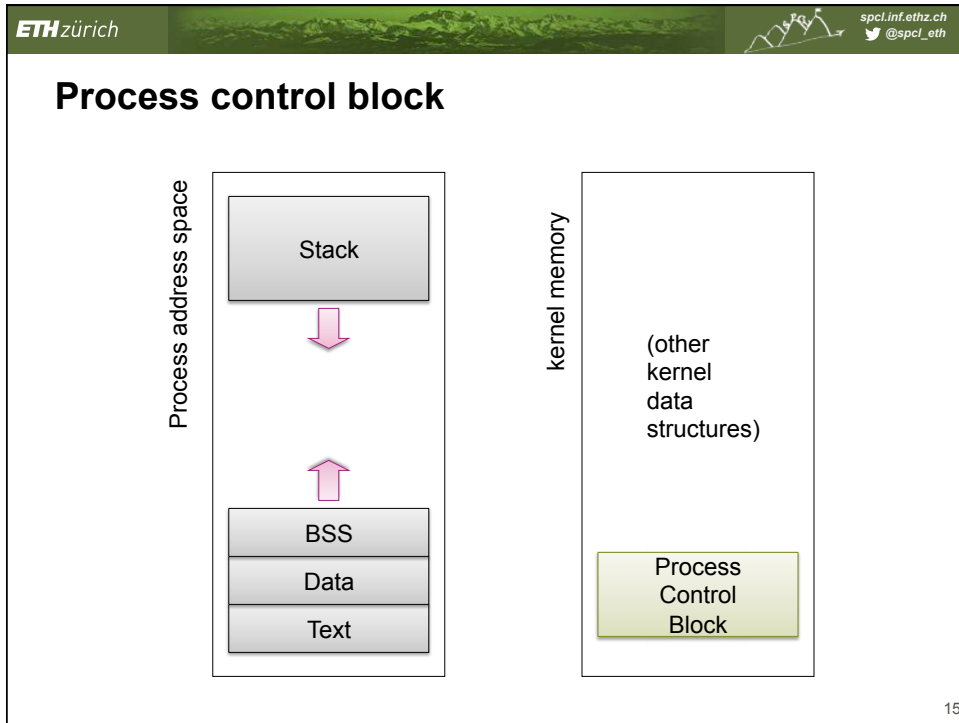 ETH zürich
spcl.inf.ethz.ch
@spcl_eth
Process control block
Process address space
Stack
BSS
Data
Text
kernel memory
(other
kernel
data
structures)
Process
Control
Block
15